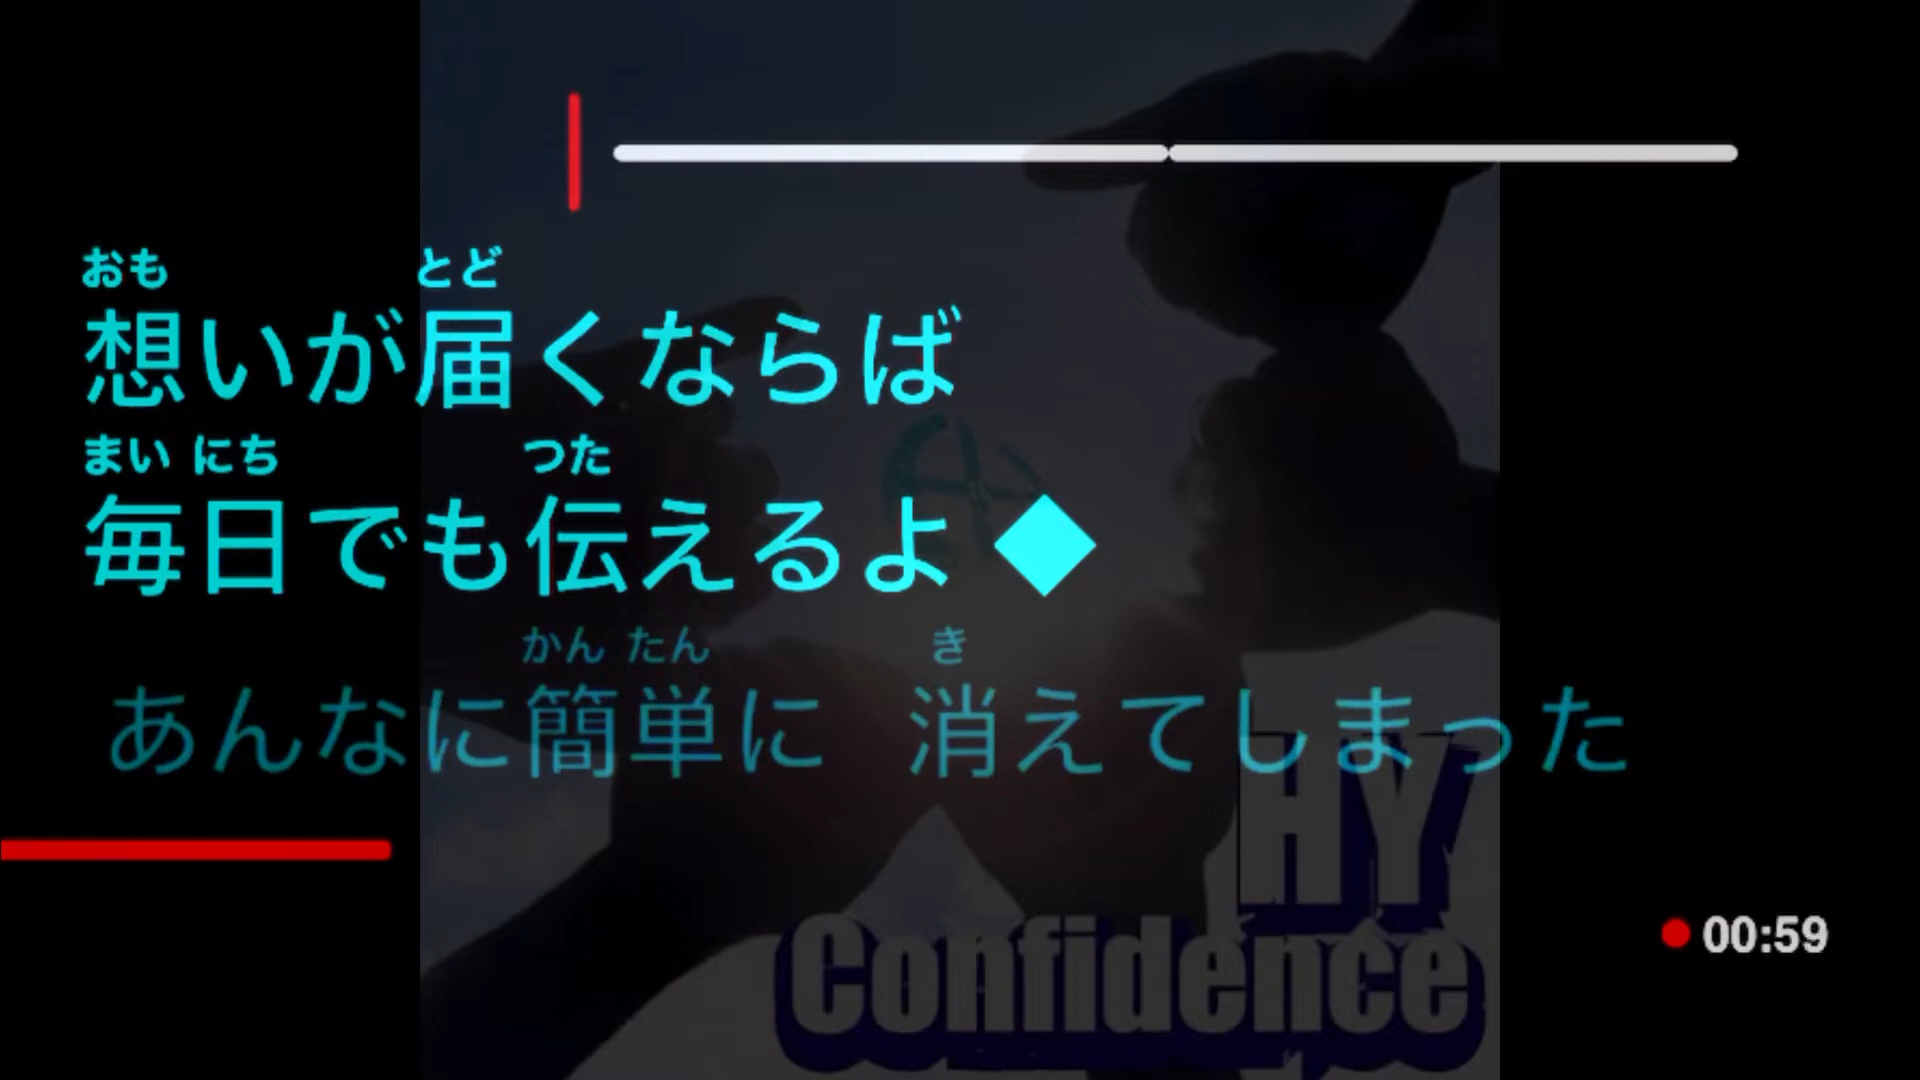 おも とど
想いが届くならば
まい にち つた
毎日でも伝えるよ◆
かん たん き
あんなに簡単に 消えてしまった
HY
Confidence
00:59